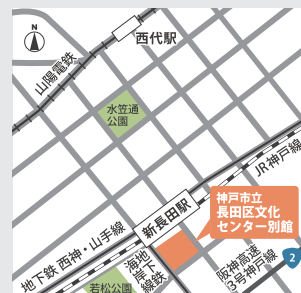 N
西代駅
山陽電鉄
水笠通
公園
JR神戸線
新長田駅
神戸市立
長田区文化
センター別館
地下鉄 西神・山手線
地下鉄
海岸線
若松公園
阪神高速
3号神戸線
2